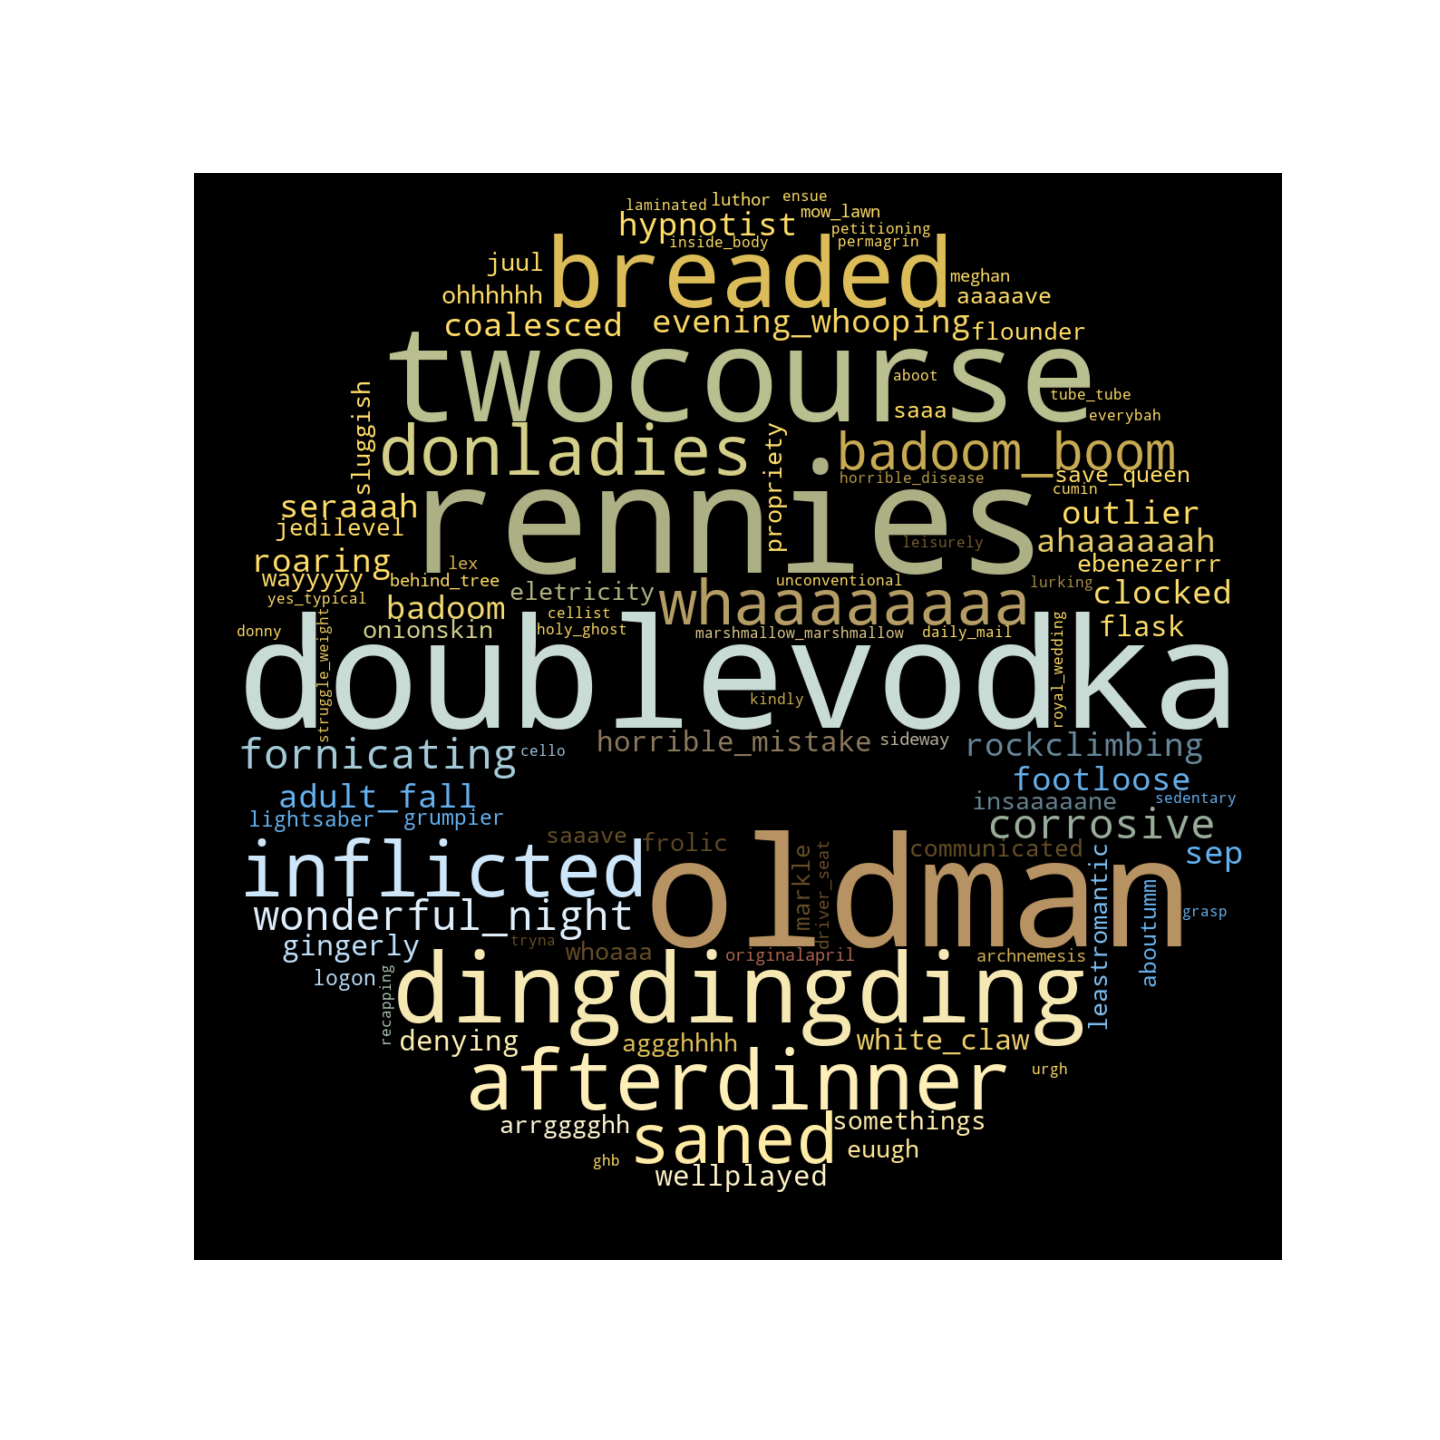 laminated luthor ensue
hypnotist mow_lawn
petitioning
inside_body permagrin
juul breaded meghan
ohhhhhh aaaaave
coalesced evening_whooping flounder
twocourse
aboot
tube_tube
saaa everybah
sluggish
donladies propriety badoom_boom
horrible_disease save_queen
cumin
seraaah rennies outlier
jedilevel
leisurely ahaaaaaah
roaring lex ebenezerrr
wayyyyy behind_tree unconventional lurking
eletricity whaaaaaaaa clocked
yes_typical badoom cellist
donny onionskin holy_ghost marshmallow_marshmallow daily_mail flask
struggle_weight doublevodka royal_wedding
kindly
fornicating cello horrible_mistake sideway rockclimbing
footloose
adult_fall insaaaaane sedentary
lightsaber grumpier corrosive
saaave frolic communicated sep
inflicted oldman markle driver_seat leastromantic aboutumm
wonderful_night grasp
gingerly tryna whoaaa originalapril archnemesis
logon recapping dingdingding
denying aggghhhh white_claw
afterdinner urgh
arrgggghh saned somethings
euugh
ghb wellplayed